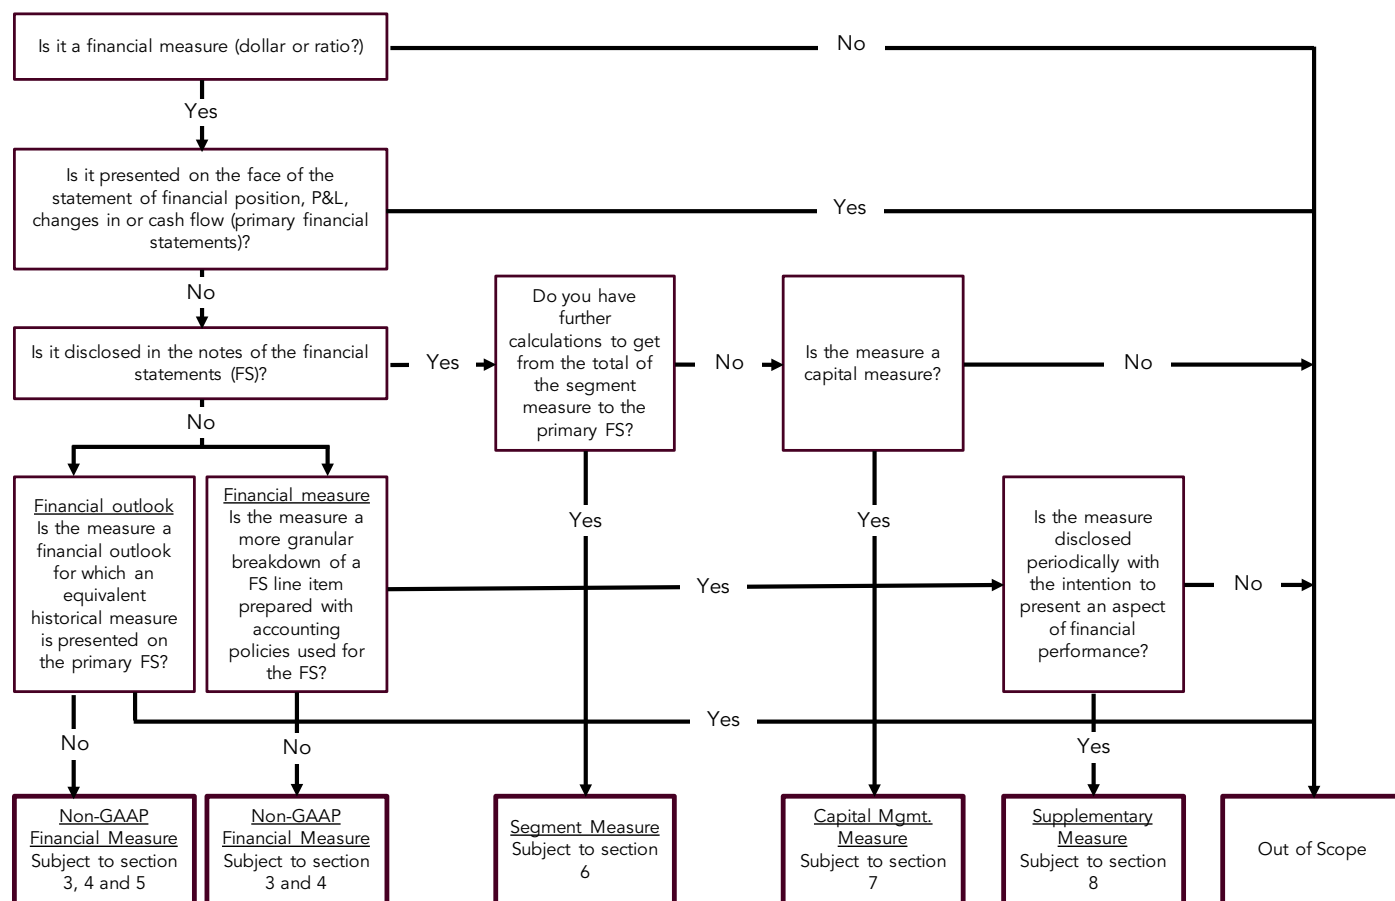 Is it a financial measure (dollar or ratio?)
No
Yes
Is it presented on the face of the
statement of financial position, P&L,
changes in or cash flow (primary financial
statements)?
Yes
No
Is it disclosed in the notes of the financial
statements (FS)?
Yes
Do you have
further
calculations to get
from the total of
the segment
measure to the
primary FS?
No
Is the measure a
capital measure?
No
No
Financial outlook
Is the measure a
financial outlook
for which an
equivalent
historical measure
is presented on
the primary FS?
Financial measure
Is the measure a
more granular
breakdown of a
FS line item
prepared with
accounting
policies used for
the FS?
Yes
Yes
Yes
Is the measure
disclosed
periodically with
the intention to
present an aspect
of financial
performance?
No
Yes
No
No
Yes
Non-GAAP
Financial Measure
Subject to section
3, 4 and 5
Non-GAAP
Financial Measure
Subject to section
3 and 4
Segment Measure
Subject to section
6
Capital Mgmt.
Measure
Subject to section
7
Supplementary
Measure
Subject to section
8
Out of Scope